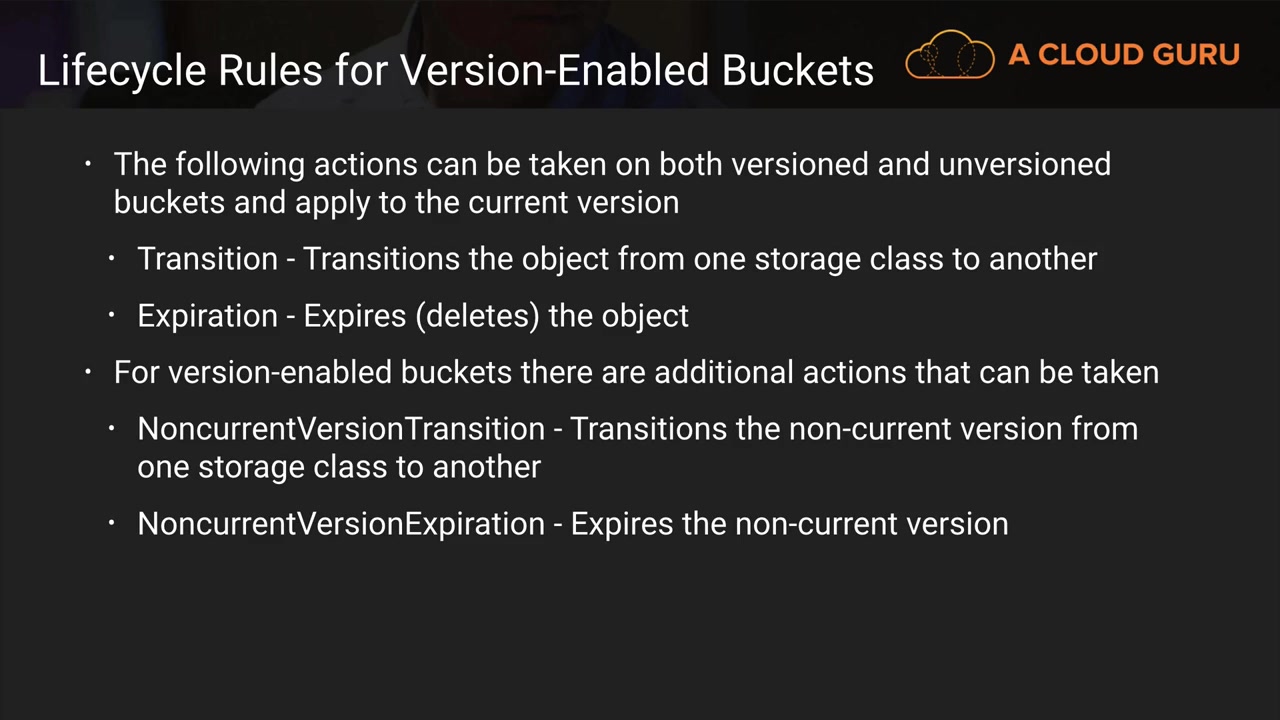 Lifecycle Rules for Version-Enabled Buckets
A CLOUD GURU
• The following actions can be taken on both versioned and unversioned
buckets and apply to the current version
• Transition - Transitions the object from one storage class to another
• Expiration - Expires (deletes) the object
• For version-enabled buckets there are additional actions that can be taken
• NoncurrentVersionTransition - Transitions the non-current version from
one storage class to another
• NoncurrentVersionExpiration - Expires the non-current version